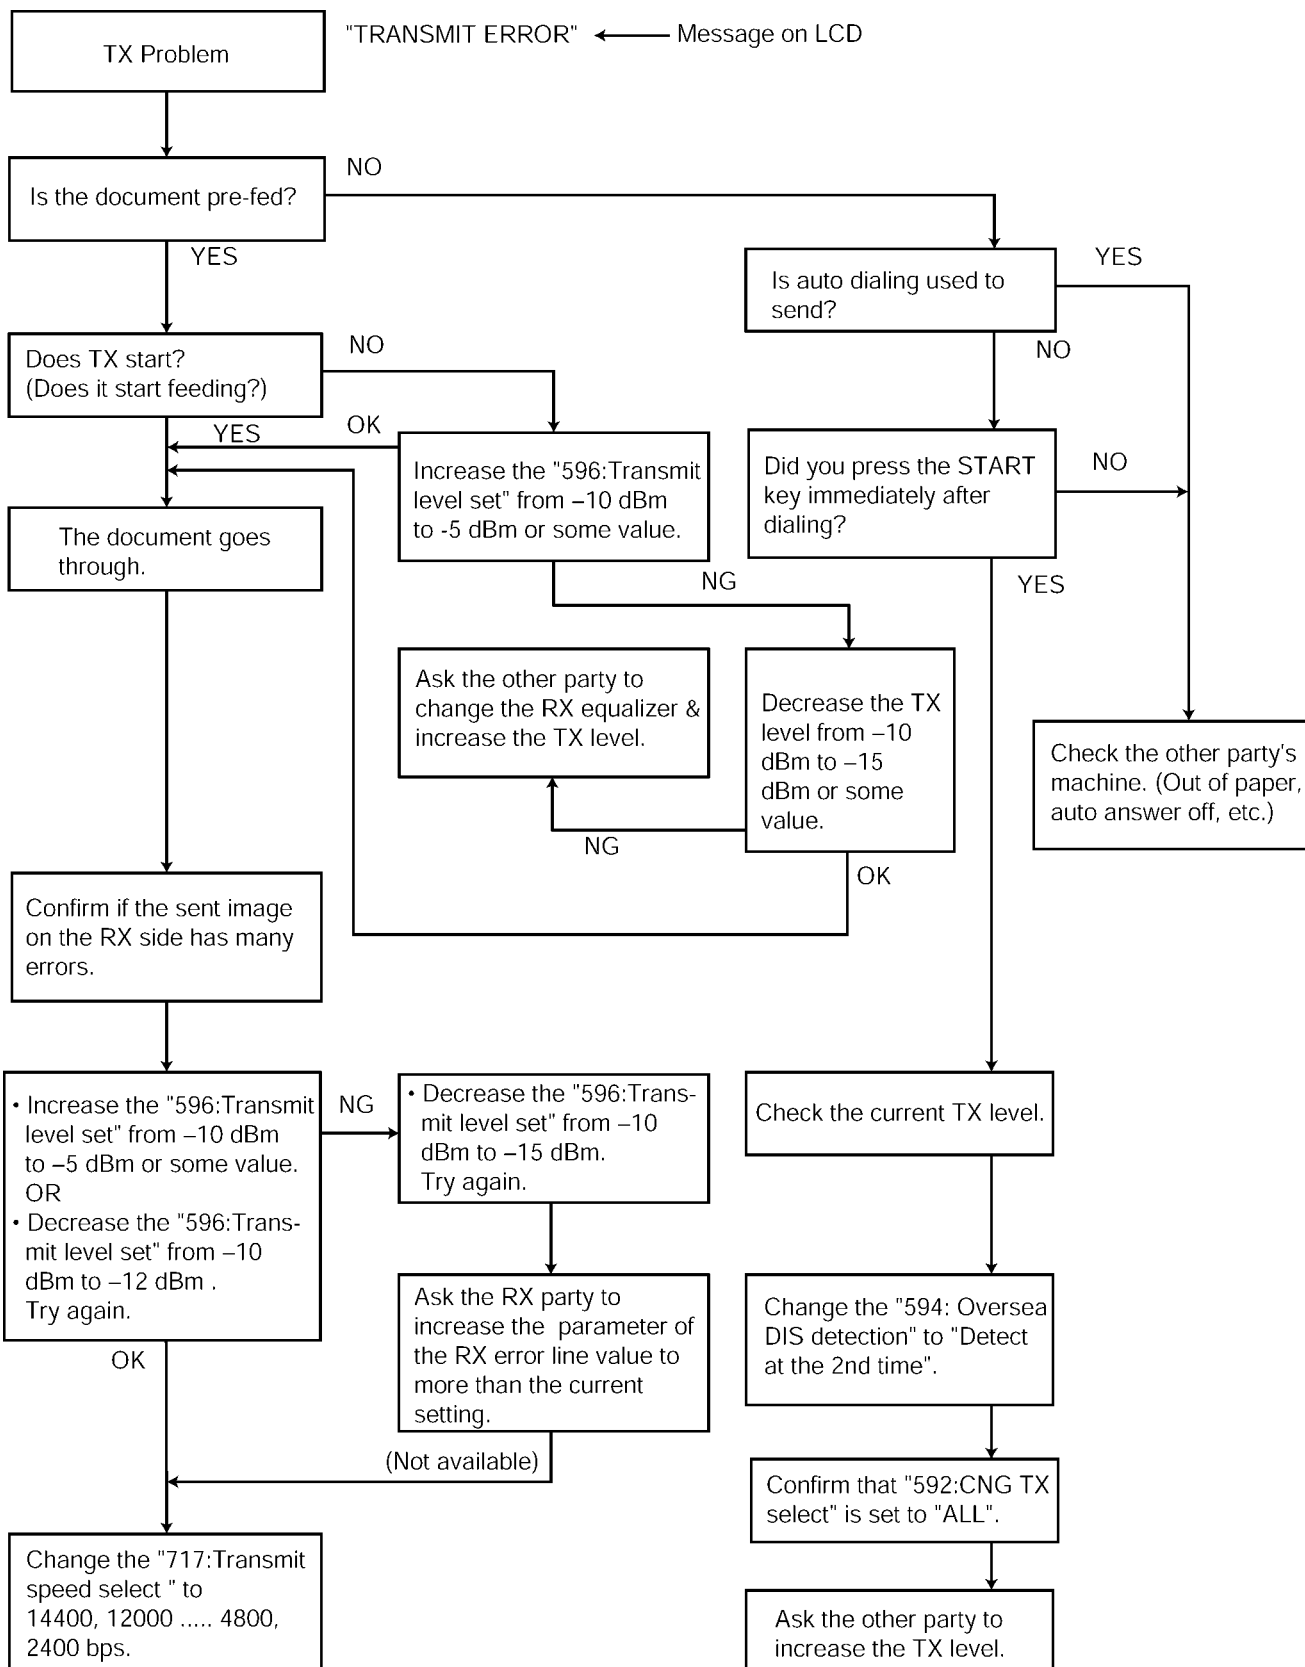 TX Problem
"TRANSMIT ERROR"
Message on LCD
Is the document pre-fed?
NO
YES
Is auto dialing used to
send?
YES
NO
Does TX start?
(Does it start feeding?)
NO
YES
OK
Increase the "596:Transmit
level set" from –10 dBm
to -5 dBm or some value.
NG
Did you press the START
key immediately after
dialing?
NO
YES
The document goes
through.
Ask the other party to
change the RX equalizer &
increase the TX level.
Decrease the TX
level from –10
dBm to –15
dBm or some
value.
NG
OK
Check the other party's
machine. (Out of paper,
auto answer off, etc.)
Confirm if the sent image
on the RX side has many
errors.
• Increase the "596:Transmit
level set" from –10 dBm
to –5 dBm or some value.
OR
• Decrease the "596:Trans-
mit level set" from –10
dBm to –12 dBm .
Try again.
NG
OK
• Decrease the "596:Trans-
mit level set" from –10
dBm to –15 dBm.
Try again.
Check the current TX level.
Ask the RX party to
increase the parameter of
the RX error line value to
more than the current
setting.
(Not available)
Change the "594: Oversea
DIS detection" to "Detect
at the 2nd time".
Confirm that "592:CNG TX
select" is set to "ALL".
Change the "717:Transmit
speed select " to
14400, 12000 ..... 4800,
2400 bps.
Ask the other party to
increase the TX level.